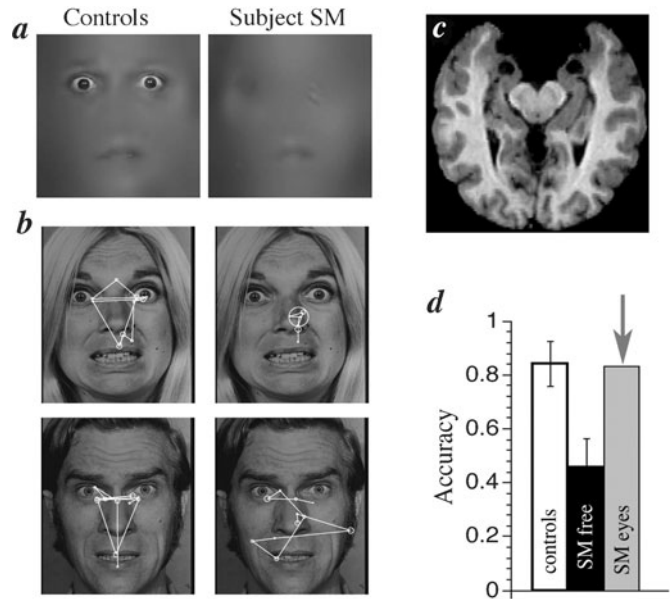 Controls
Subject SM
a
b
c
d
Accuracy
1
0.8
0.6
0.4
0.2
0
controls
SM free
SM eyes